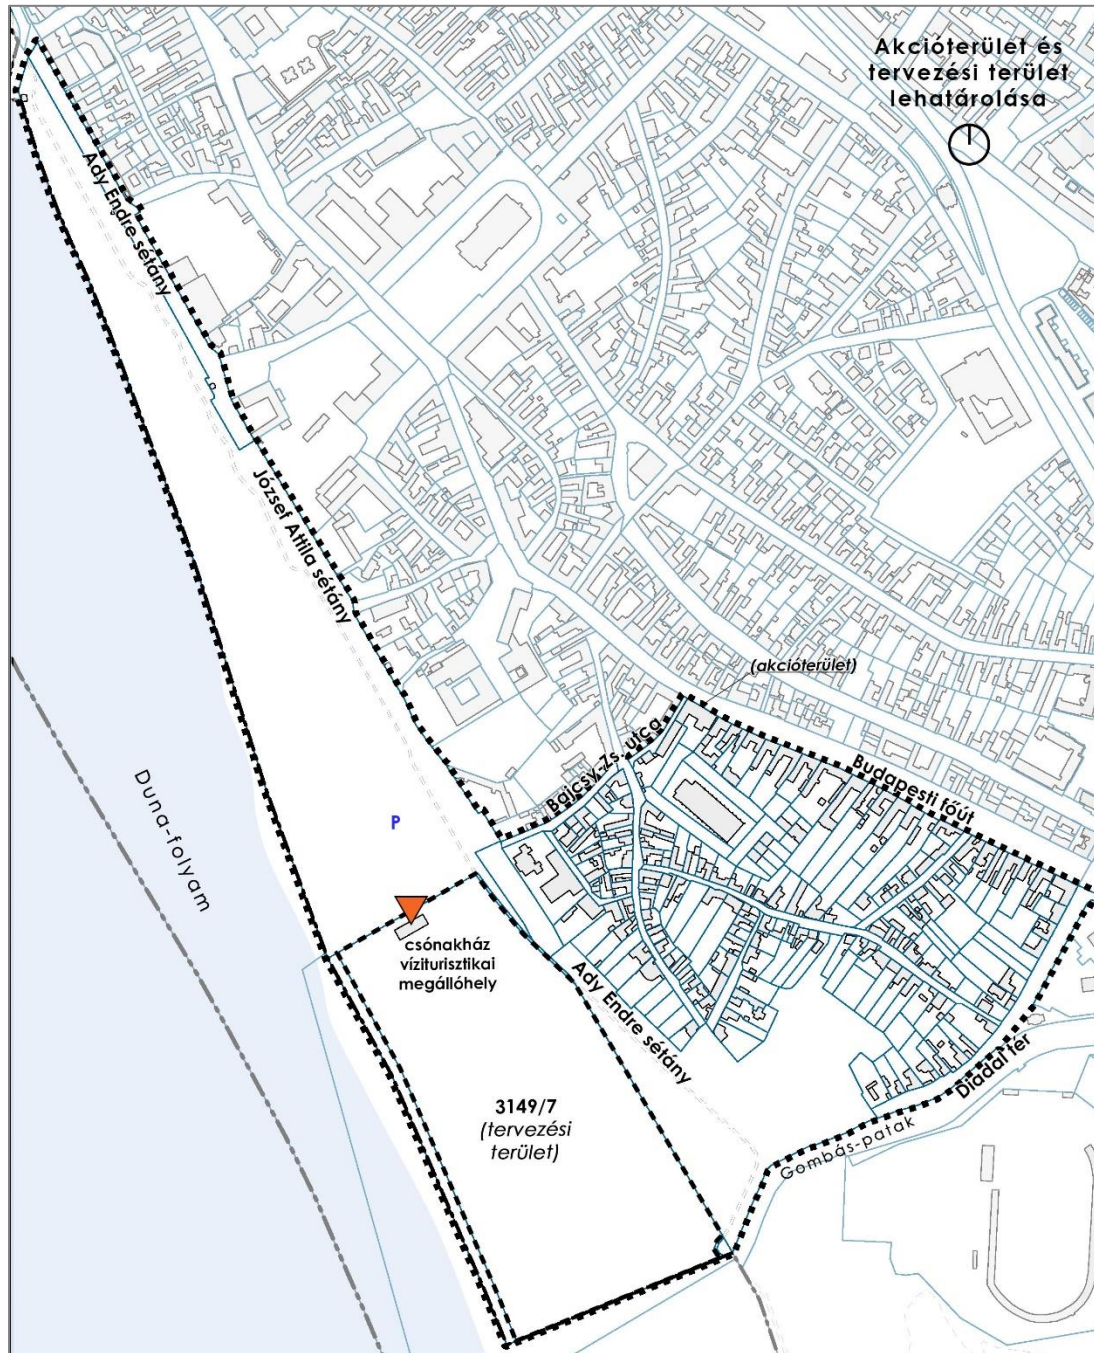 Akcióterület és
tervezési terület
lehatárolása
Ady Endre sétány
József Attila sétány
(akcióterület)
Bajcsy-Zs. utca
Budapesti főút
Duna-folyam
P
csónakház
víziturisztikai
megállóhely
Ady Endre sétány
3149/7
(tervezési
terület)
Diadal tér
Gombás-patak